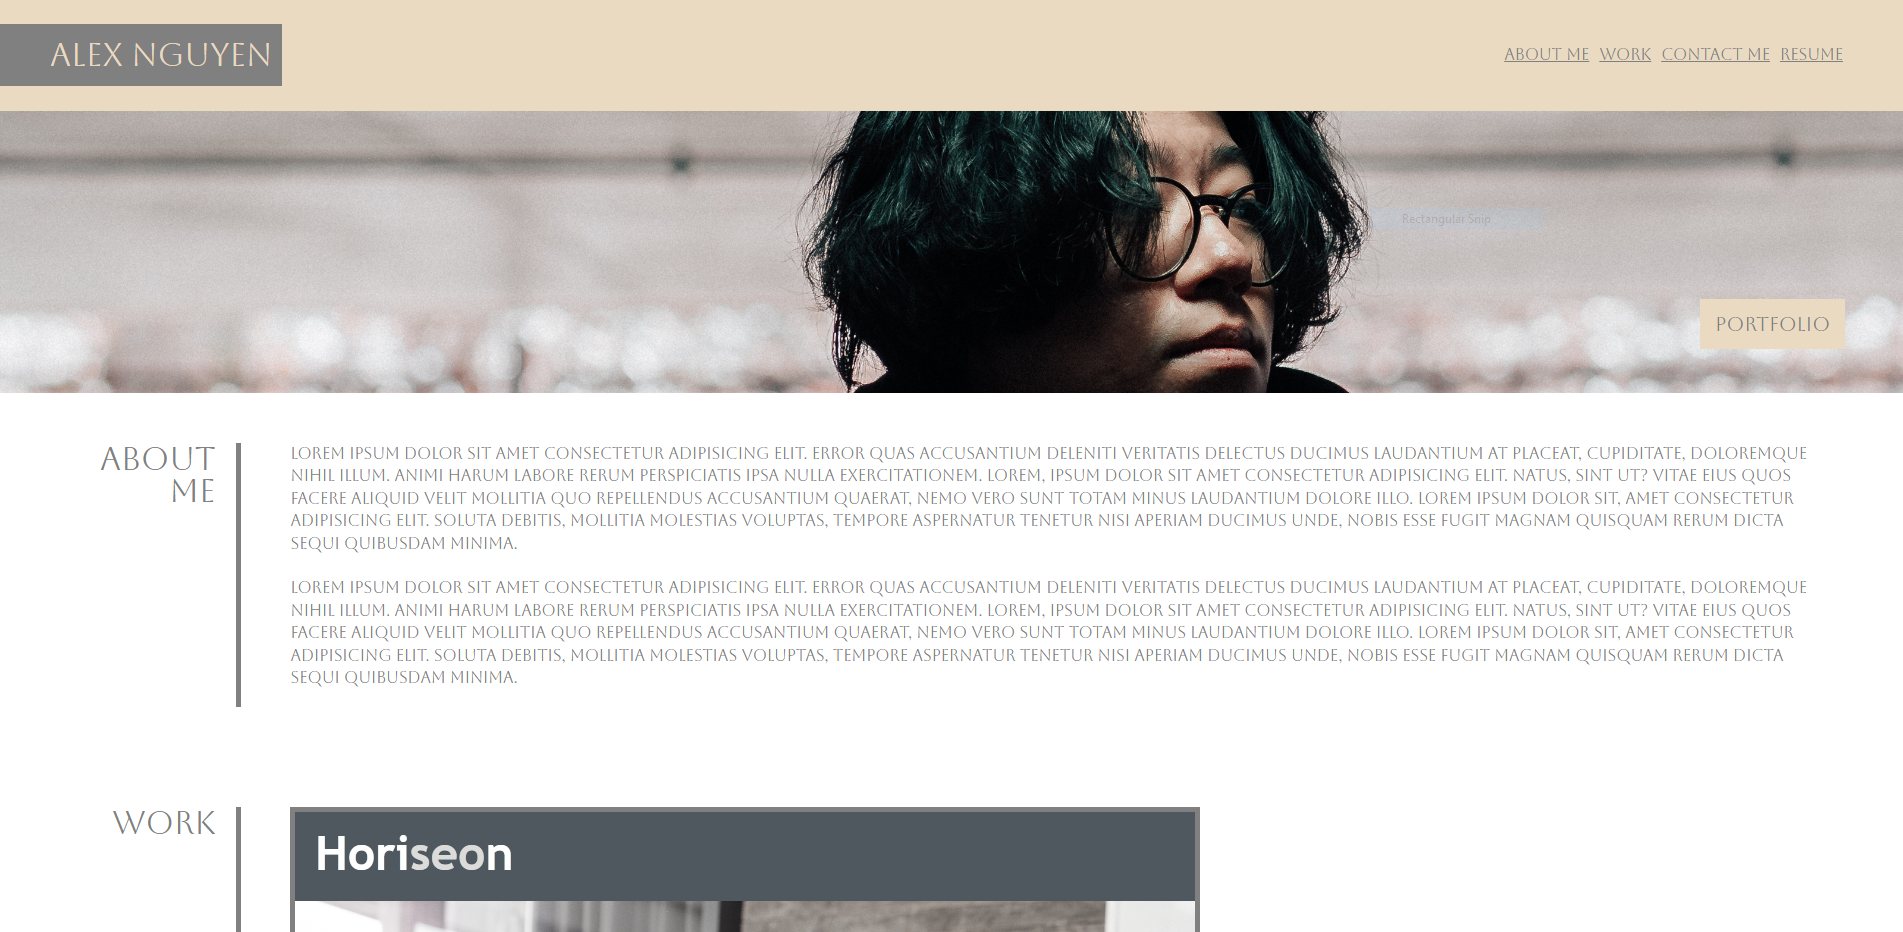 ALEX NGUYEN
ABOUT ME WORK CONTACT ME RESUME
Rectangular Snip
PORTFOLIO
ABOUT
ME
LOREM IPSUM DOLOR SIT AMET CONSECTETUR ADIPISICING ELIT. ERROR QUAS ACCUSANTIUM DELENITI VERITATIS DELECTUS DUCIMUS LAUDANTIUM AT PLACEAT, CUPIDITATE, DOLOREMQUE
NIHIL ILLUM. ANIMI HARUM LABORE RERUM PERSPICIATIS IPSA NULLA EXERCITATIONEM. LOREM, IPSUM DOLOR SIT AMET CONSECTETUR ADIPISICING ELIT. NATUS, SINT UT? VITAE EIUS QUOS
FACERE ALIQUID VELIT MOLLITIA QUO REPELLENDUS ACCUSANTIUM QUAERAT, NEMO VERO SUNT TOTAM MINUS LAUDANTIUM DOLORE ILLO. LOREM IPSUM DOLOR SIT, AMET CONSECTETUR
ADIPISICING ELIT. SOLUTA DEBITIS, MOLLITIA MOLESTIAS VOLUPTAS, TEMPORE ASPERNATUR TENETUR NISI APERIAM DUCIMUS UNDE, NOBIS ESSE FUGIT MAGNAM QUISQUAM RERUM DICTA
SEQUI QUIBUSDAM MINIMA.
LOREM IPSUM DOLOR SIT AMET CONSECTETUR ADIPISICING ELIT. ERROR QUAS ACCUSANTIUM DELENITI VERITATIS DELECTUS DUCIMUS LAUDANTIUM AT PLACEAT, CUPIDITATE, DOLOREMQUE
NIHIL ILLUM. ANIMI HARUM LABORE RERUM PERSPICIATIS IPSA NULLA EXERCITATIONEM. LOREM, IPSUM DOLOR SIT AMET CONSECTETUR ADIPISICING ELIT. NATUS, SINT UT? VITAE EIUS QUOS
FACERE ALIQUID VELIT MOLLITIA QUO REPELLENDUS ACCUSANTIUM QUAERAT, NEMO VERO SUNT TOTAM MINUS LAUDANTIUM DOLORE ILLO. LOREM IPSUM DOLOR SIT, AMET CONSECTETUR
ADIPISICING ELIT. SOLUTA DEBITIS, MOLLITIA MOLESTIAS VOLUPTAS, TEMPORE ASPERNATUR TENETUR NISI APERIAM DUCIMUS UNDE, NOBIS ESSE FUGIT MAGNAM QUISQUAM RERUM DICTA
SEQUI QUIBUSDAM MINIMA.
WORK
Horiseon